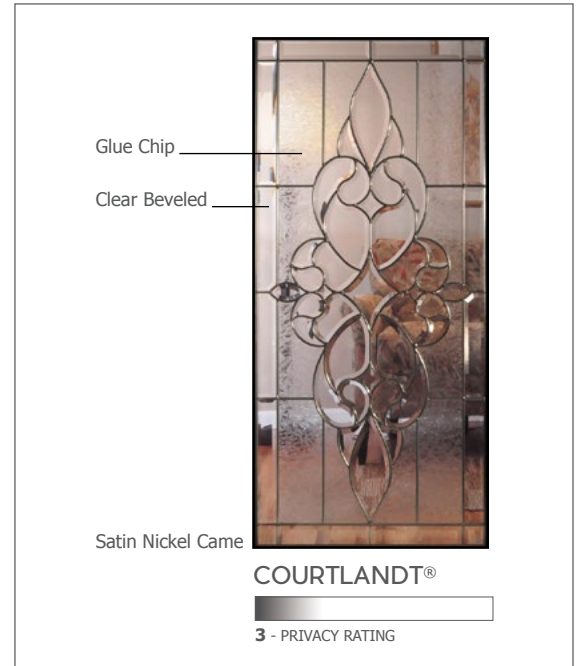 Glue Chip
Clear Beveled
Satin Nickel Came
COURTLANDT®
3 - PRIVACY RATING